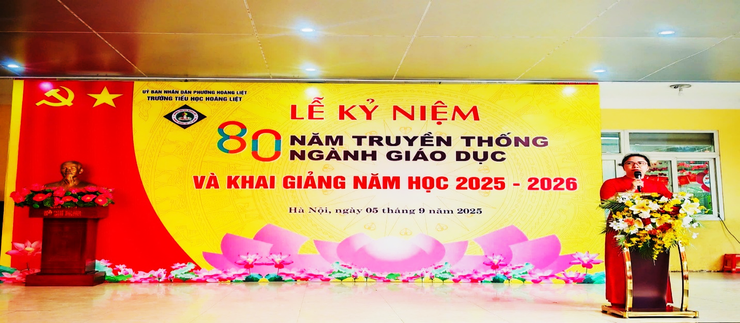 ỦY BAN NHÂN DÂN PHƯỜNG HOÀNG LIỆT
TRƯỜNG TIỂU HỌC HOÀNG LIỆT
LỄ KỶ NIỆM
80 NĂM TRUYỀN THỐNG
NGÀNH GIÁO DỤC
VÀ KHAI GIẢNG NĂM HỌC 2025 - 2026
Hà Nội, ngày 05 tháng 9 năm 2025